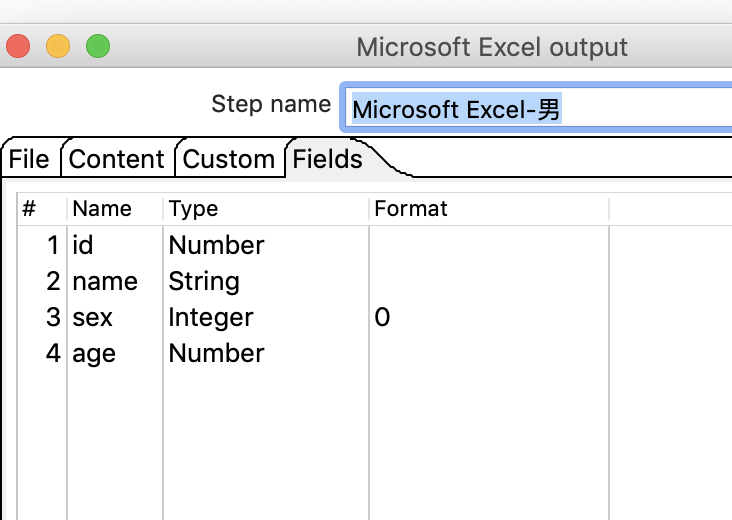 Microsoft Excel output
Step name Microsoft Excel-男
File Content Custom Fields
# Name Type Format
1 id Number
2 name String
3 sex Integer 0
4 age Number